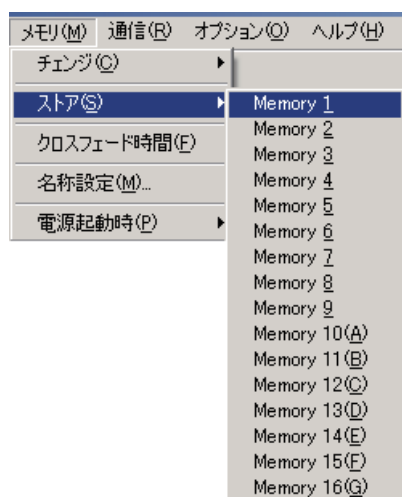 メモリ(M) 通信(R) オプション(O) ヘルプ(H)
チェンジ(C)
ストア(S)
クロスフェード時間(F)
名称設定(M)...
電源起動時(P)
Memory 1
Memory 2
Memory 3
Memory 4
Memory 5
Memory 6
Memory 7
Memory 8
Memory 9
Memory 10(A)
Memory 11(B)
Memory 12(C)
Memory 13(D)
Memory 14(E)
Memory 15(F)
Memory 16(G)